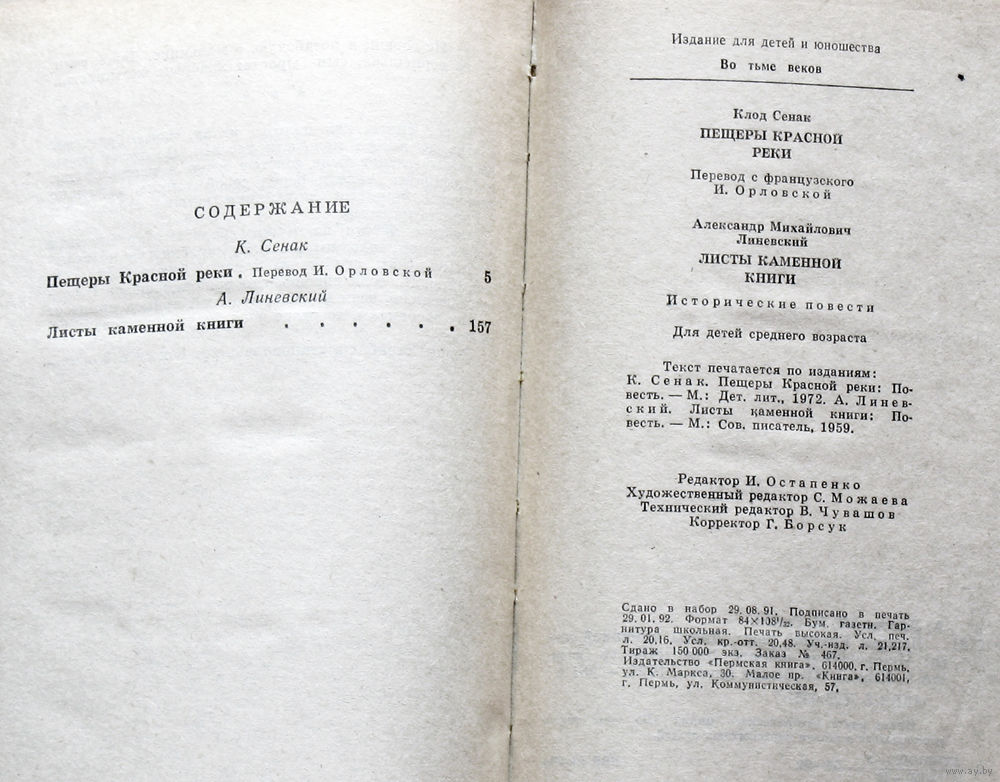 СОДЕРЖАНИЕ
К. Сенак
Пещеры Красной реки. Перевод И. Орловской 5
А. Линевский
Листы каменной книги . . . . . . 157
Издание для детей и юношества
Во тьме веков
Клод Сенак
ПЕЩЕРЫ КРАСНОЙ
РЕКИ
Перевод с французского
И. Орловской
Александр Михайлович
Линевский
ЛИСТЫ КАМЕННОЙ
КНИГИ
Исторические повести
Для детей среднего возраста
Текст печатается по изданиям:
К. Сенак. Пещеры Красной реки: По-
весть. — М.: Дет. лит., 1972. А. Линев-
ский. Листы каменной книги: По-
весть. — М.: Сов. писатель, 1959.
Редактор И. Остапенко
Художественный редактор С. Можаева
Технический редактор В. Чувашов
Корректор Г. Борсук
Сдано в набор 29.08.91. Подписано в печать
29.01.92. Формат 84×108¹/₃₂. Бум. газетн. Гар-
нитура школьная. Печать высокая. Усл. печ.
л. 20,16. Усл. кр.-отт. 20,48. Уч.-изд. л. 21,217.
Тираж 150 000 экз. Заказ № 467.
Издательство «Пермская книга». 614000, г. Пермь,
ул. К. Маркса, 30. Малое пр. «Книга», 614001,
г. Пермь, ул. Коммунистическая, 57.
www.ay.by